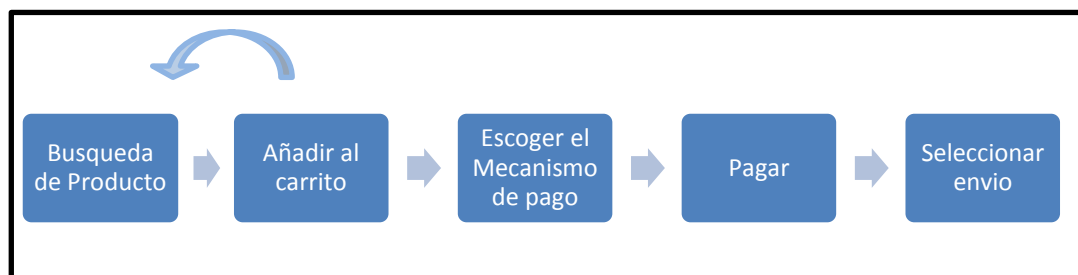 Busqueda
de Producto
Añadir al
carrito
Escoger el
Mecanismo
de pago
Pagar
Seleccionar
envio